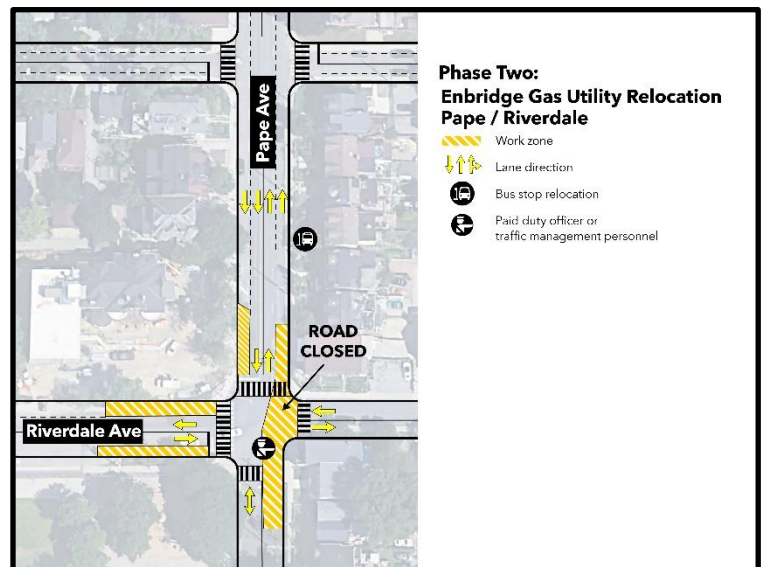 Pape Ave
ROAD
CLOSED
Riverdale Ave
Phase Two:
Enbridge Gas Utility Relocation
Pape / Riverdale
Work zone
Lane direction
Bus stop relocation
Paid duty officer or
traffic management personnel